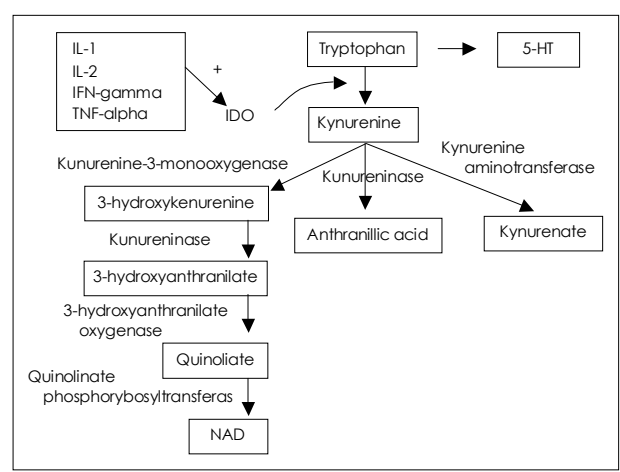 IL-1
IL-2
IFN-gamma
TNF-alpha
+
IDO
Tryptophan
5-HT
Kynurenine
Kunurenine-3-monooxygenase
Kunureninase
Kynurenine
aminotransferase
3-hydroxykenurenine
Anthranillic acid
Kynurenate
Kunureninase
3-hydroxyanthranilate
3-hydroxyanthranilate
oxygenase
Quinoliate
Quinolinate
phosphorybosyltransferas
NAD